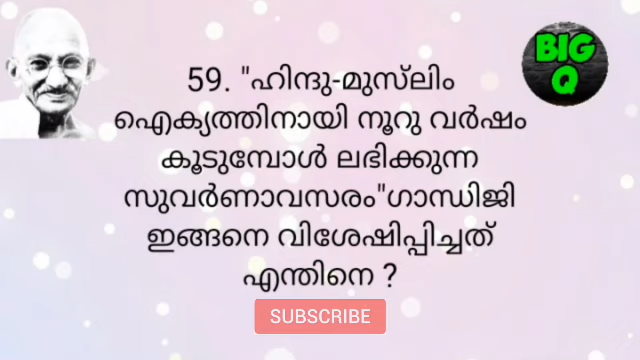 BIG
Q
59. "ഹിന്ദു-മുസ്‌ലിം
ഐക്യത്തിനായി നൂറു വർഷം
കൂടുമ്പോൾ ലഭിക്കുന്ന
സുവർണാവസരം"ഗാന്ധിജി
ഇങ്ങനെ വിശേഷിപ്പിച്ചത്
എന്തിനെ ?
SUBSCRIBE